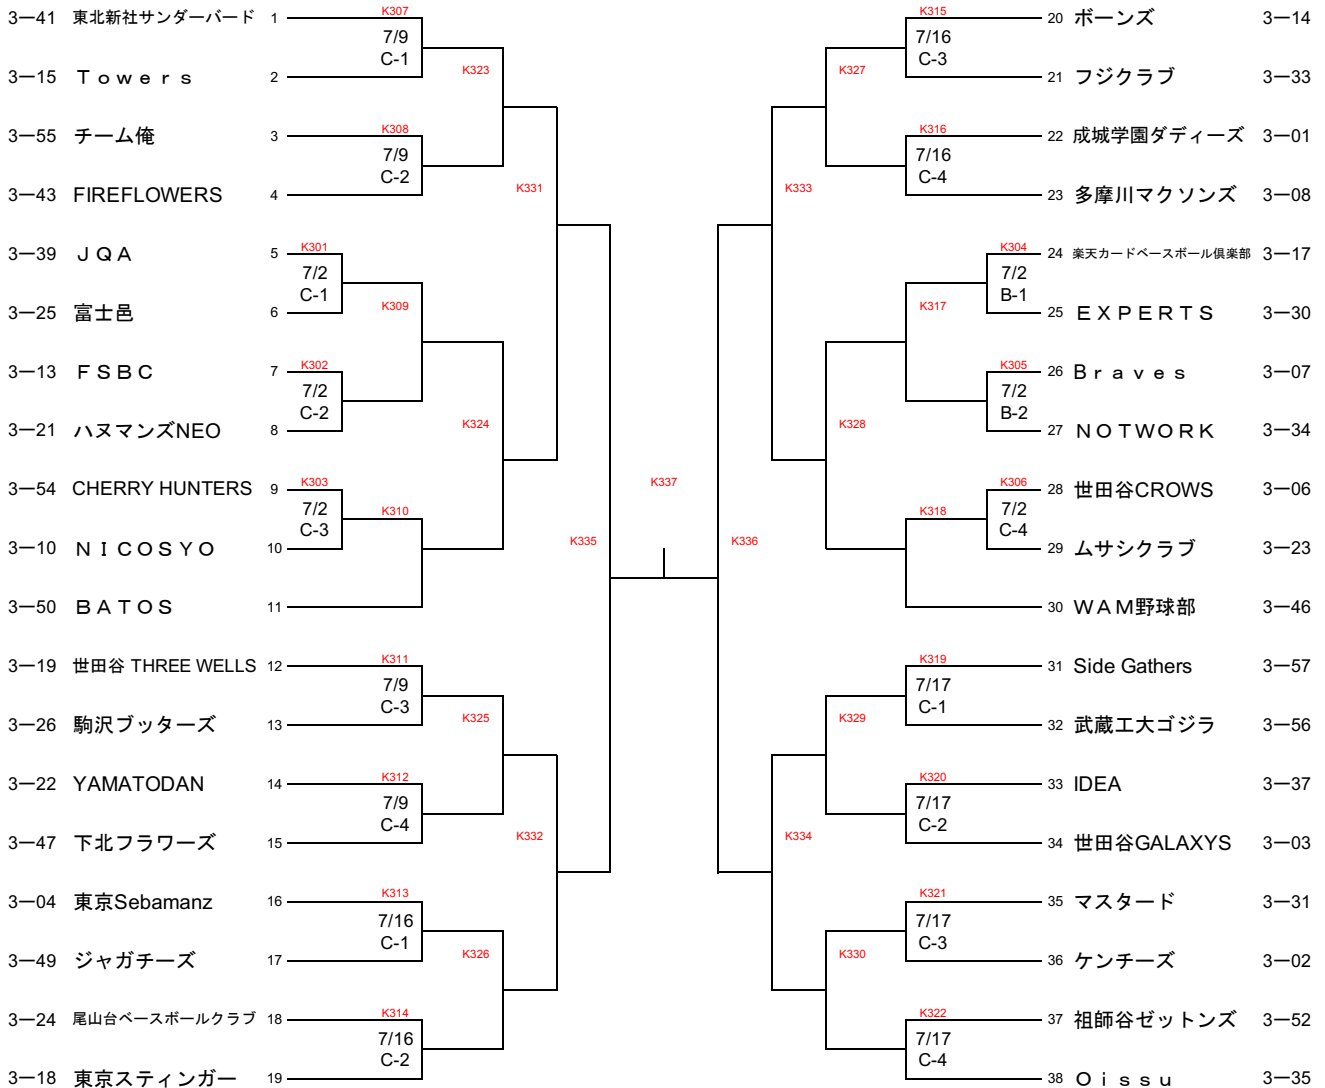 3―41 東北新社サンダーバード 1
3―15 Ｔｏｗｅｒｓ 2
K307
7/9
C-1
K323
3―55 チーム俺 3
3―43 FIREFLOWERS 4
K308
7/9
C-2
K331
3―39 ＪＱＡ 5
3―25 富士邑 6
K301
7/2
C-1
K309
3―13 ＦＳＢＣ 7
3―21 ハヌマンズNEO 8
K302
7/2
C-2
K324
3―54 CHERRY HUNTERS 9
3―10 ＮＩＣＯＳＹＯ 10
K303
7/2
C-3
K310
3―50 ＢＡＴＯＳ 11
K335
3―19 世田谷 THREE WELLS 12
3―26 駒沢ブッターズ 13
K311
7/9
C-3
K325
3―22 YAMATODAN 14
3―47 下北フラワーズ 15
K312
7/9
C-4
K332
3―04 東京Sebamanz 16
3―49 ジャガチーズ 17
K313
7/16
C-1
K326
3―24 尾山台ベースボールクラブ 18
3―18 東京スティンガー 19
K314
7/16
C-2
K337
K315
7/16
C-3
20 ボーンズ 3―14
21 フジクラブ 3―33
K327
K316
7/16
C-4
22 成城学園ダディーズ 3―01
23 多摩川マクソンズ 3―08
K333
K304
7/2
B-1
24 楽天カードベースボール倶楽部 3―17
25 ＥＸＰＥＲＴＳ 3―30
K317
K305
7/2
B-2
26 Ｂｒａｖｅｓ 3―07
27 ＮＯＴＷＯＲＫ 3―34
K328
K306
7/2
C-4
28 世田谷CROWS 3―06
29 ムサシクラブ 3―23
K318
30 ＷＡＭ野球部 3―46
K336
K319
7/17
C-1
31 Side Gathers 3―57
32 武蔵工大ゴジラ 3―56
K329
K320
7/17
C-2
33 IDEA 3―37
34 世田谷GALAXYS 3―03
K334
K321
7/17
C-3
35 マスタード 3―31
36 ケンチーズ 3―02
K330
K322
7/17
C-4
37 祖師谷ゼットンズ 3―52
38 Ｏｉｓｓｕ 3―35